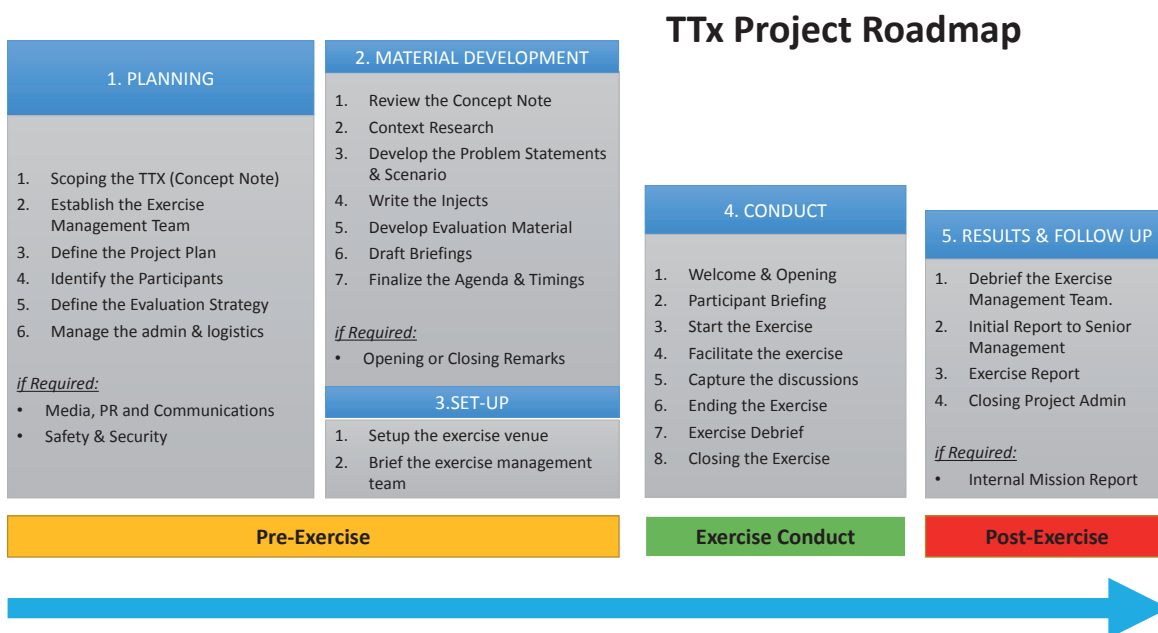 TTx Project Roadmap
1. PLANNING
1. Scoping the TTX (Concept Note)
2. Establish the Exercise
Management Team
3. Define the Project Plan
4. Identify the Participants
5. Define the Evaluation Strategy
6. Manage the admin & logistics
if Required:
• Media, PR and Communications
• Safety & Security
2. MATERIAL DEVELOPMENT
1. Review the Concept Note
2. Context Research
3. Develop the Problem Statements
& Scenario
4. Write the Injects
5. Develop Evaluation Material
6. Draft Briefings
7. Finalize the Agenda & Timings
if Required:
• Opening or Closing Remarks
3.SET-UP
1. Setup the exercise venue
2. Brief the exercise management
team
4. CONDUCT
1. Welcome & Opening
2. Participant Briefing
3. Start the Exercise
4. Facilitate the exercise
5. Capture the discussions
6. Ending the Exercise
7. Exercise Debrief
8. Closing the Exercise
5. RESULTS & FOLLOW UP
1. Debrief the Exercise
Management Team.
2. Initial Report to Senior
Management
3. Exercise Report
4. Closing Project Admin
if Required:
• Internal Mission Report
Pre-Exercise
Exercise Conduct
Post-Exercise